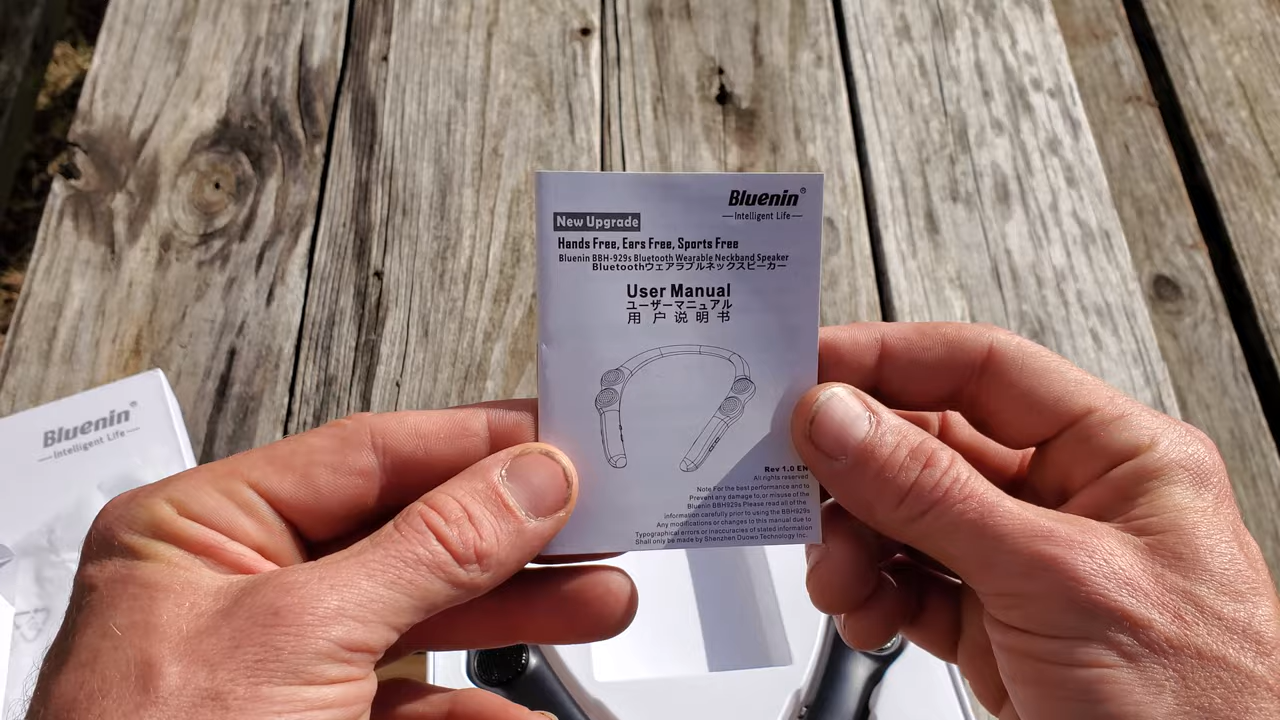 Bluenin®
Intelligent Life
New Upgrade
Hands Free, Ears Free, Sports Free
Bluenin BBH-929s Bluetooth Wearable Neckband Speaker
Bluetoothウェアラブルネックスピーカー
User Manual
ユーザーマニュアル
用户说明书
Rev 1.0 EN
All rights reserved
Note For the best performance and to
Prevent any damage to, or misuse of the
Bluenin BBH929s Please read all of the
information carefully prior to using the BBH929s
Any modifications or changes to this manual due to
Typographical errors or inaccuracies of stated information
Shall only be made by Shenzhen Duowo Technology Inc.
Bluenin®
Intelligent Life